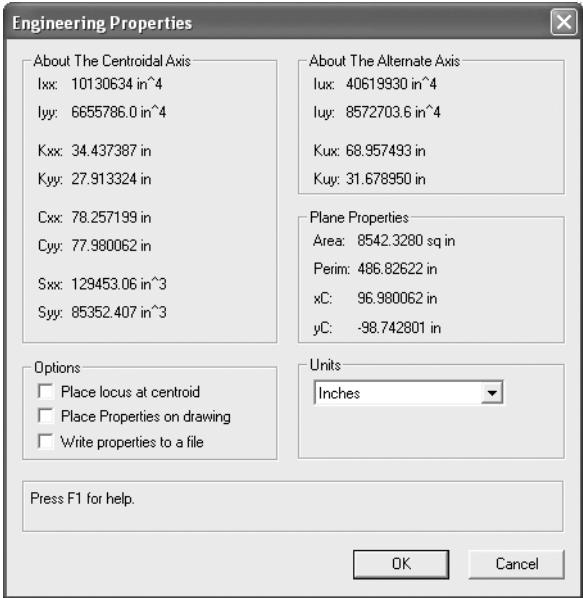 Engineering Properties
About The Centroidal Axis
Ixx: 10130634 in^4
Iyy: 6655786.0 in^4
Kxx: 34.437387 in
Kyy: 27.913324 in
Cxx: 78.257199 in
Cyy: 77.980062 in
Sxx: 129453.06 in^3
Syy: 85352.407 in^3
About The Alternate Axis
Iux: 40619930 in^4
Iuy: 8572703.6 in^4
Kux: 68.957493 in
Kuy: 31.678950 in
Plane Properties
Area: 8542.3280 sq in
Perim: 486.82622 in
xC: 96.980062 in
yC: -98.742801 in
Options
Place locus at centroid
Place Properties on drawing
Write properties to a file
Units
Inches
Press F1 for help.
OK
Cancel